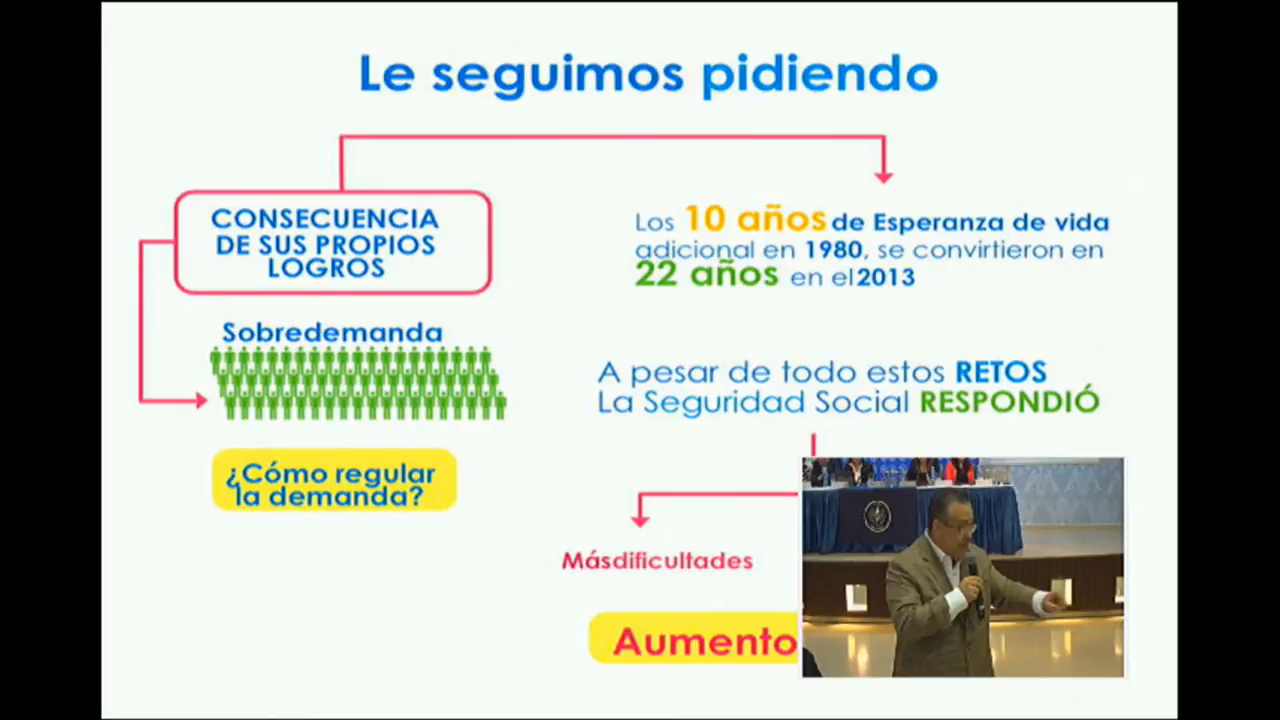 Le seguimos pidiendo
CONSECUENCIA
DE SUS PROPIOS
LOGROS
Sobredemanda
¿Cómo regular
la demanda?
Los 10 años de Esperanza de vida
adicional en 1980, se convirtieron en
22 años en el 2013
A pesar de todo estos RETOS
La Seguridad Social RESPONDIÓ
Másdificultades
Aumento